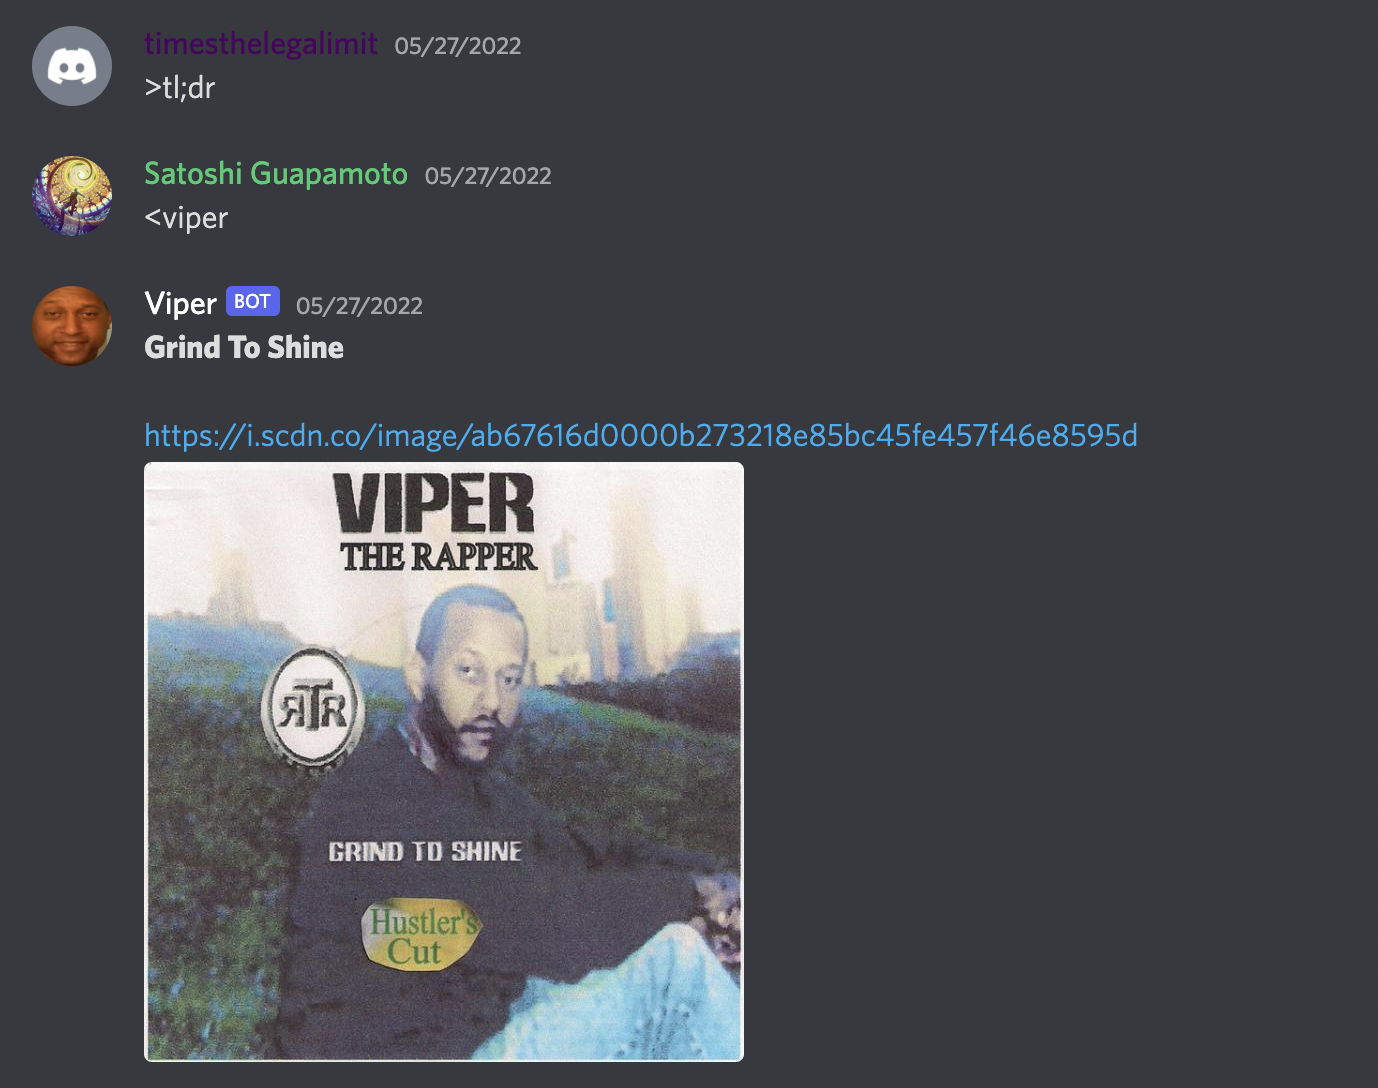 timesthelegalimit 05/27/2022
>tl;dr
Satoshi Guapamoto 05/27/2022
<viper
Viper BOT 05/27/2022
Grind To Shine
https://i.scdn.co/image/ab67616d0000b273218e85bc45fe457f46e8595d
VIPER
THE RAPPER
RTR
GRIND TO SHINE
Hustler's
Cut